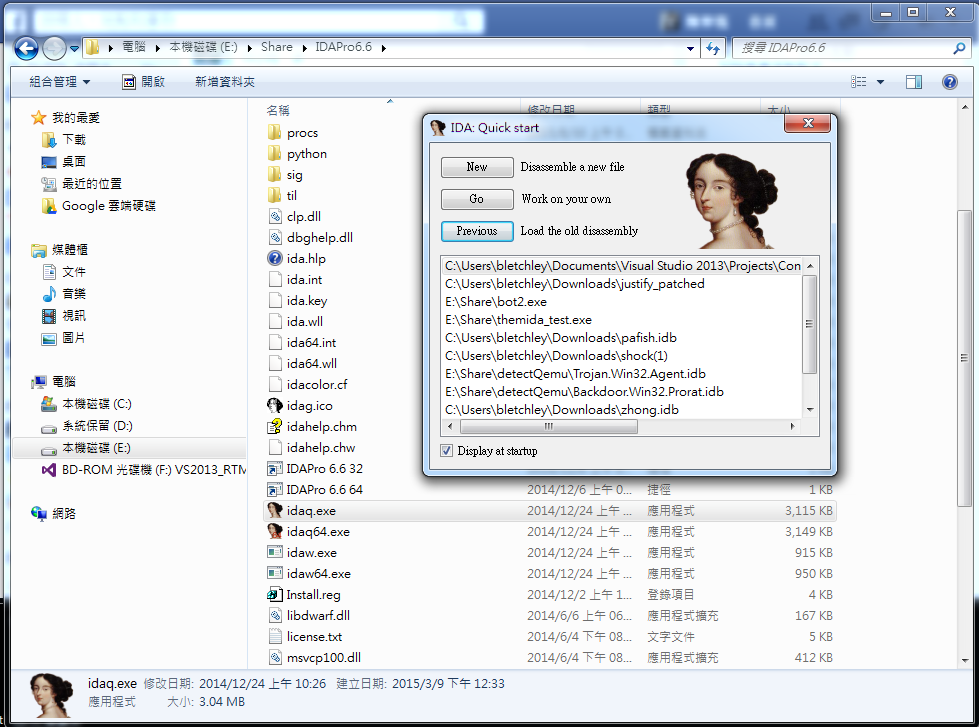 電腦 ▸ 本機磁碟 (E:) ▸ Share ▸ IDAPro6.6 ▸
搜尋 IDAPro6.6
組合管理 ▼ 開啟 新增資料夾
我的最愛
下載
桌面
最近的位置
Google 雲端硬碟
媒體櫃
文件
音樂
視訊
圖片
電腦
本機磁碟 (C:)
系統保留 (D:)
本機磁碟 (E:)
BD-ROM 光碟機 (F:) VS2013_RTM
網路
名稱 修改日期 類型 大小
procs
python
sig
til
clp.dll
dbghelp.dll
ida.hlp
ida.int
ida.key
ida.wll
ida64.int
ida64.wll
idacolor.cf
idag.ico
idahelp.chm
idahelp.chw
IDAPro 6.6 32
IDAPro 6.6 64 2014/12/6 上午 0... 捷徑 1 KB
idaq.exe 2014/12/24 上午 ... 應用程式 3,115 KB
idaq64.exe 2014/12/24 上午 ... 應用程式 3,149 KB
idaw.exe 2014/12/24 上午 ... 應用程式 915 KB
idaw64.exe 2014/12/24 上午 ... 應用程式 950 KB
Install.reg 2014/12/2 上午 1... 登錄項目 4 KB
libdwarf.dll 2014/6/6 上午 06... 應用程式擴充 167 KB
license.txt 2014/6/4 下午 08... 文字文件 5 KB
msvcp100.dll 2014/6/4 下午 08... 應用程式擴充 412 KB
IDA: Quick start
New Disassemble a new file
Go Work on your own
Previous Load the old disassembly
C:\Users\bletchley\Documents\Visual Studio 2013\Projects\Con
C:\Users\bletchley\Downloads\justify_patched
E:\Share\bot2.exe
E:\Share\themida_test.exe
C:\Users\bletchley\Downloads\pafish.idb
C:\Users\bletchley\Downloads\shock(1)
E:\Share\detectQemu\Trojan.Win32.Agent.idb
E:\Share\detectQemu\Backdoor.Win32.Prorat.idb
C:\Users\bletchley\Downloads\zhong.idb
Display at startup
idaq.exe 修改日期: 2014/12/24 上午 10:26 建立日期: 2015/3/9 下午 12:33
應用程式 大小: 3.04 MB